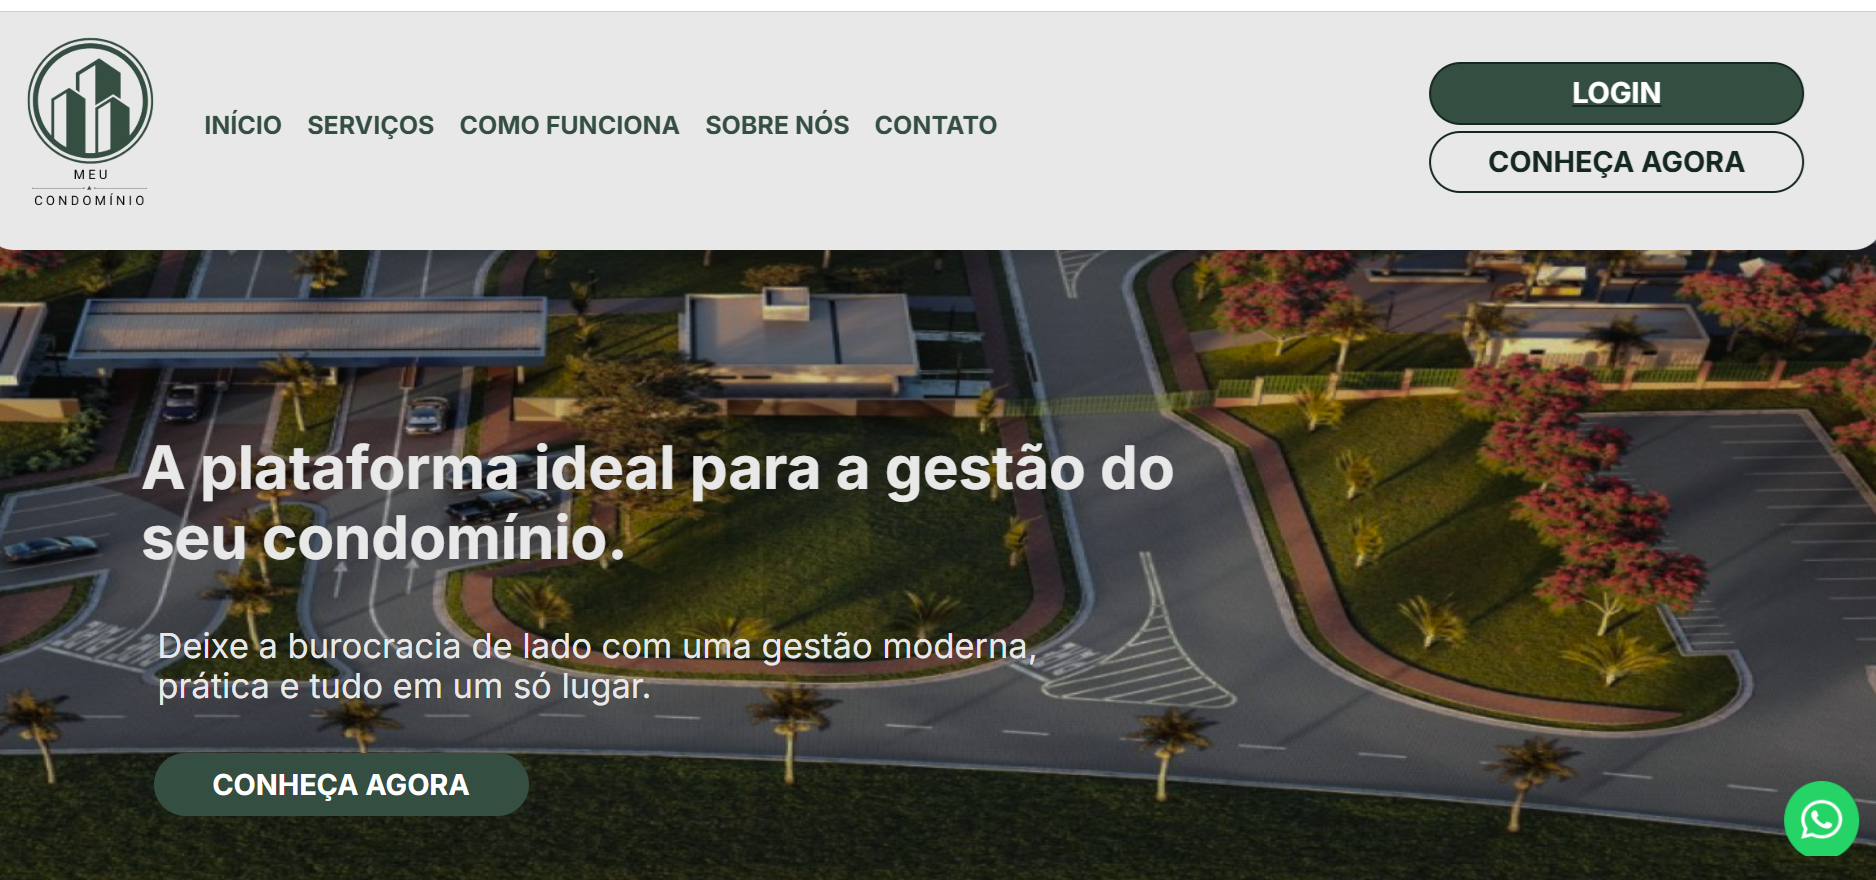 MEU
CONDOMÍNIO
INÍCIO SERVIÇOS COMO FUNCIONA SOBRE NÓS CONTATO
LOGIN
CONHEÇA AGORA
A plataforma ideal para a gestão do
seu condomínio.
Deixe a burocracia de lado com uma gestão moderna,
prática e tudo em um só lugar.
CONHEÇA AGORA